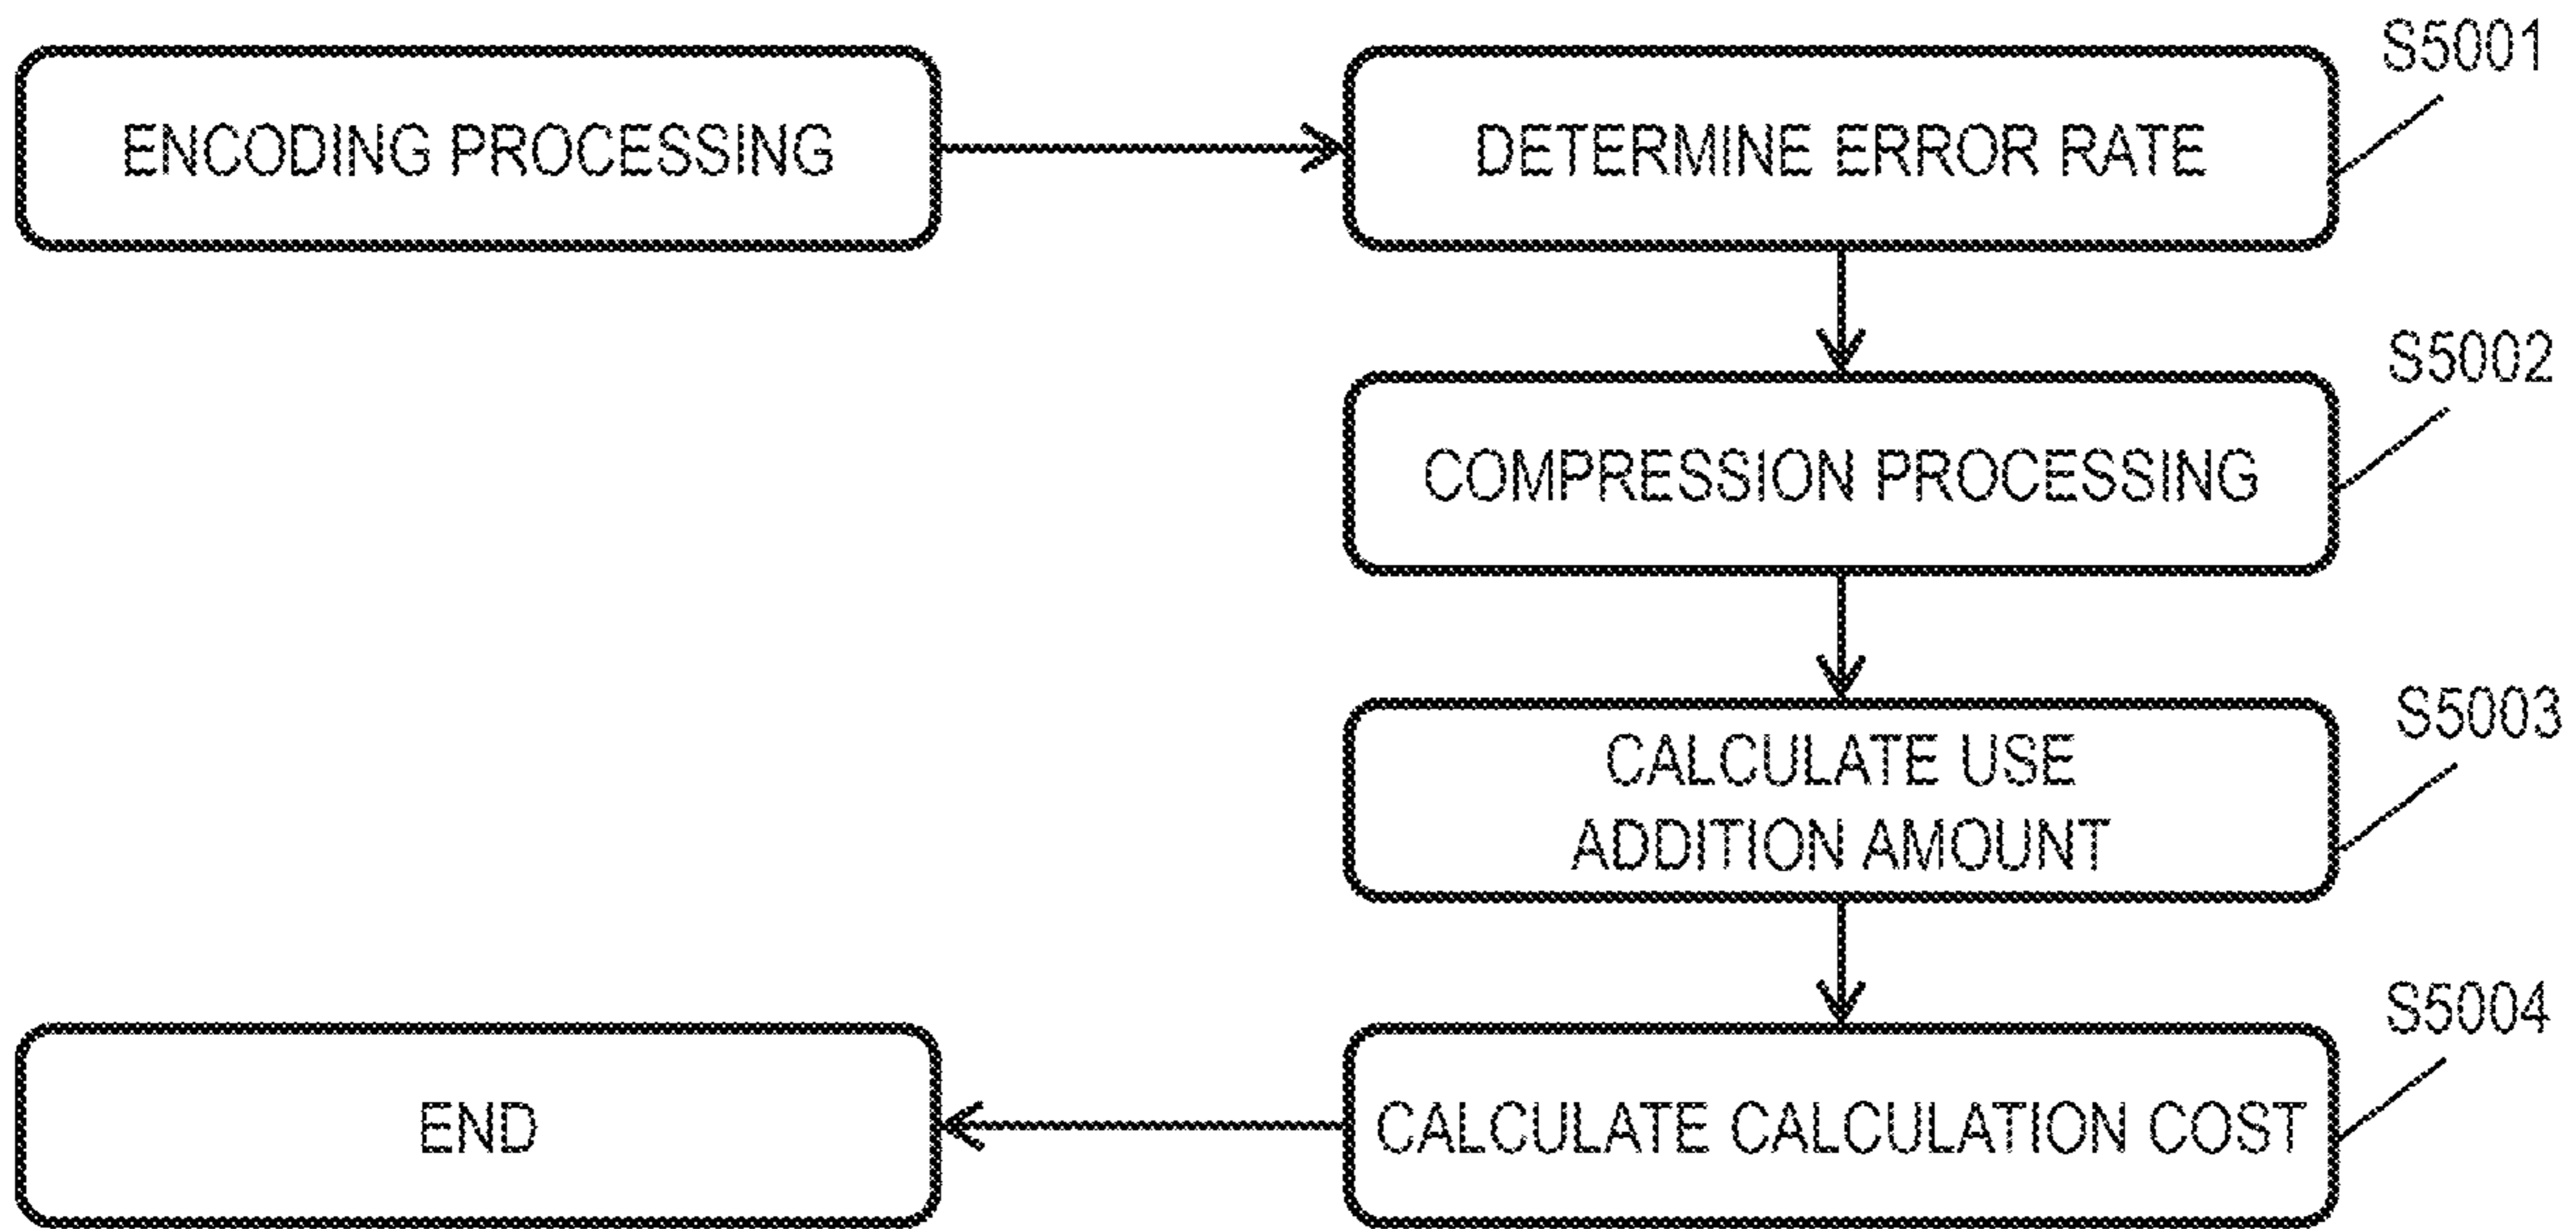 ENCODING PROCESSING
DETERMINE ERROR RATE
S5001
COMPRESSION PROCESSING
S5002
CALCULATE USE
ADDITION AMOUNT
S5003
CALCULATE CALCULATION COST
S5004
END